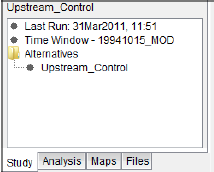 Upstream_Control
Last Run: 31Mar2011, 11:51
Time Window - 19941015_MOD
Alternatives
Upstream_Control
Study Analysis Maps Files